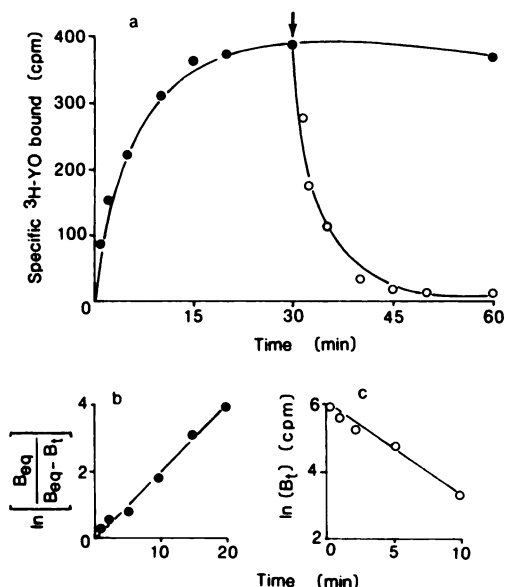 a
Specific ³H-YO bound (cpm)
400
300
200
100
0
15
30
45
60
Time (min)
b
ln [ Beq / Beq - Bt ]
4
2
0
0
10
20
c
ln (Bt) (cpm)
6
4
2
0
5
10
Time (min)